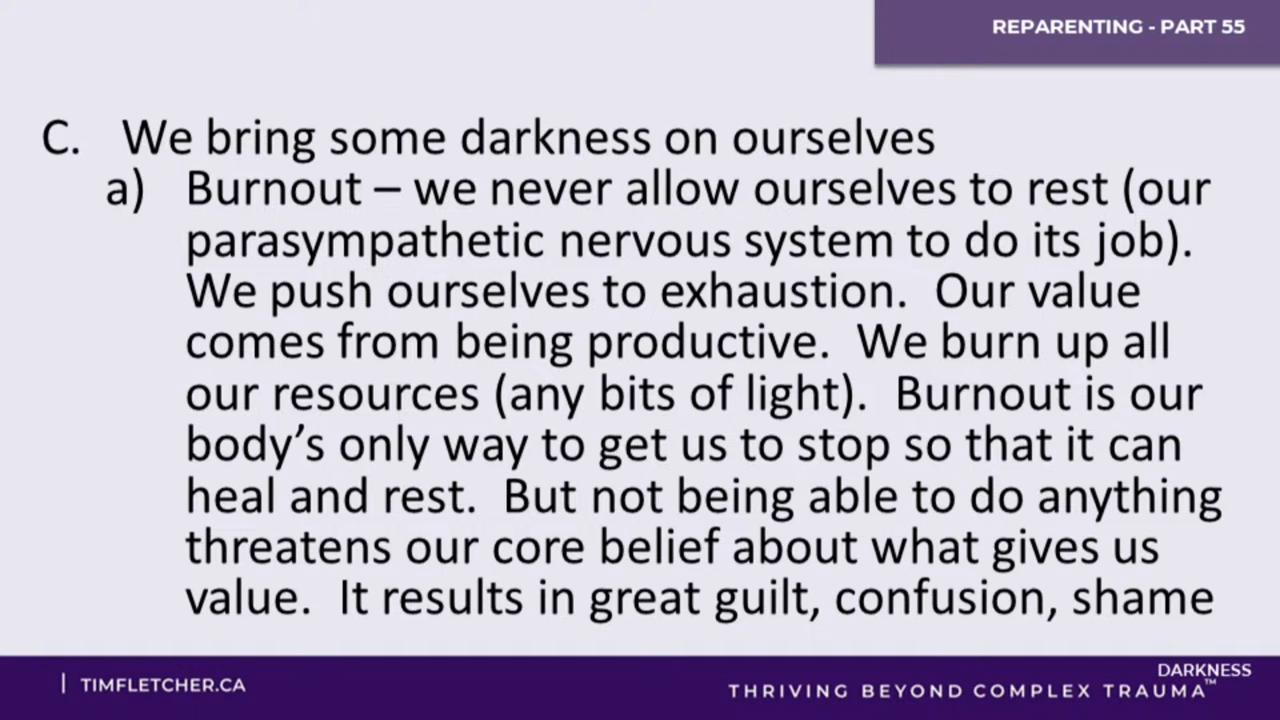 REPARENTING - PART 55
C. We bring some darkness on ourselves
a) Burnout – we never allow ourselves to rest (our
parasympathetic nervous system to do its job).
We push ourselves to exhaustion.  Our value
comes from being productive.  We burn up all
our resources (any bits of light).  Burnout is our
body’s only way to get us to stop so that it can
heal and rest.  But not being able to do anything
threatens our core belief about what gives us
value.  It results in great guilt, confusion, shame
| TIMFLETCHER.CA
DARKNESS
THRIVING BEYOND COMPLEX TRAUMA™